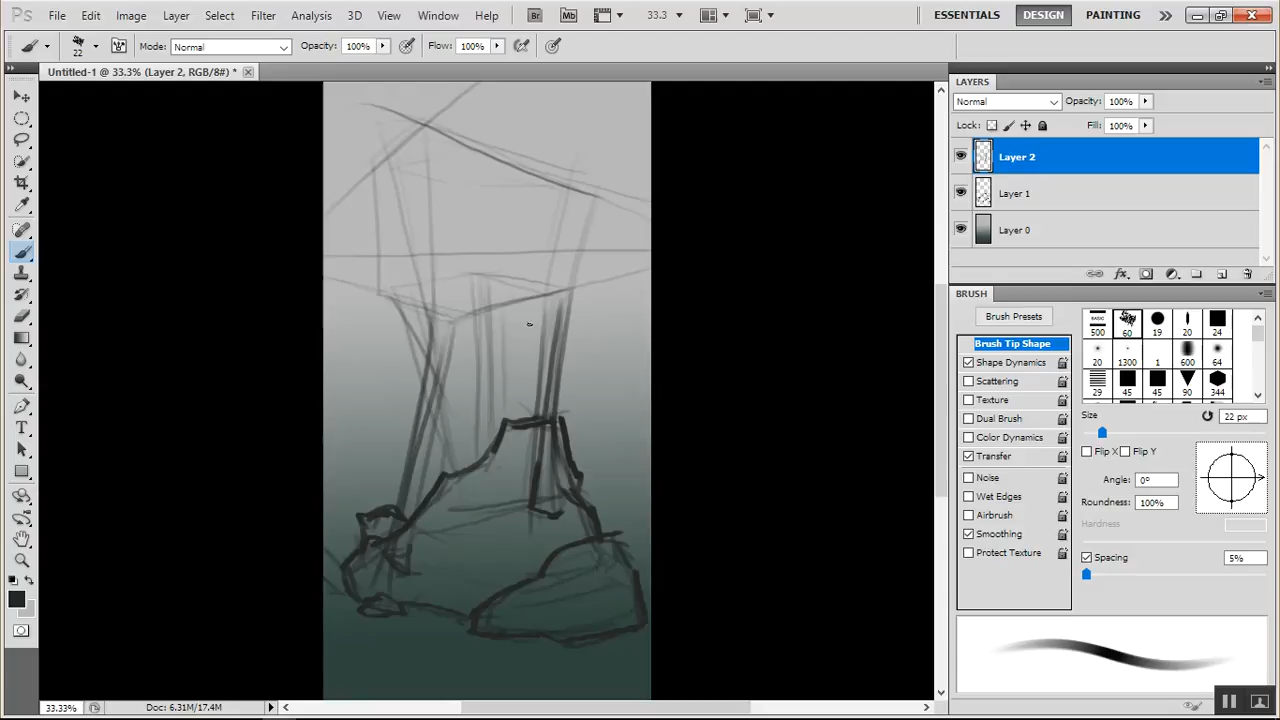 Ps File Edit Image Layer Select Filter Analysis 3D View Window Help Br Mb 33.3 ESSENTIALS DESIGN PAINTING
22 Mode: Normal Opacity: 100% Flow: 100%
Untitled-1 @ 33.3% (Layer 2, RGB/8#) *
LAYERS
Normal Opacity: 100%
Lock: Fill: 100%
Layer 2
Layer 1
Layer 0
BRUSH
Brush Presets
Brush Tip Shape
Shape Dynamics
Scattering
Texture
Dual Brush
Color Dynamics
Transfer
Noise
Wet Edges
Airbrush
Smoothing
Protect Texture
BASIC
500 60 19 20 24
20 1300 1 600 64
29 45 45 90 344
Size 22 px
Flip X Flip Y
Angle: 0°
Roundness: 100%
Hardness
Spacing 5%
33.33% Doc: 6.31M/17.4M